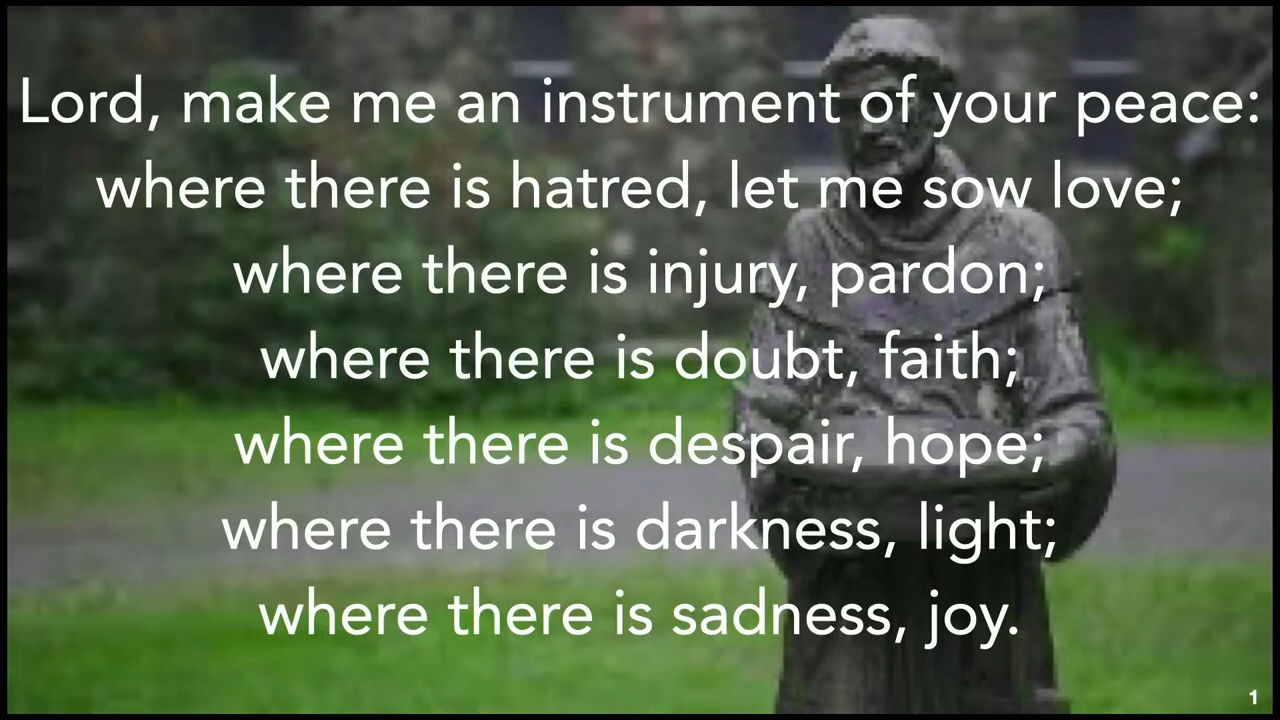 Lord, make me an instrument of your peace:
where there is hatred, let me sow love;
where there is injury, pardon;
where there is doubt, faith;
where there is despair, hope;
where there is darkness, light;
where there is sadness, joy.
1